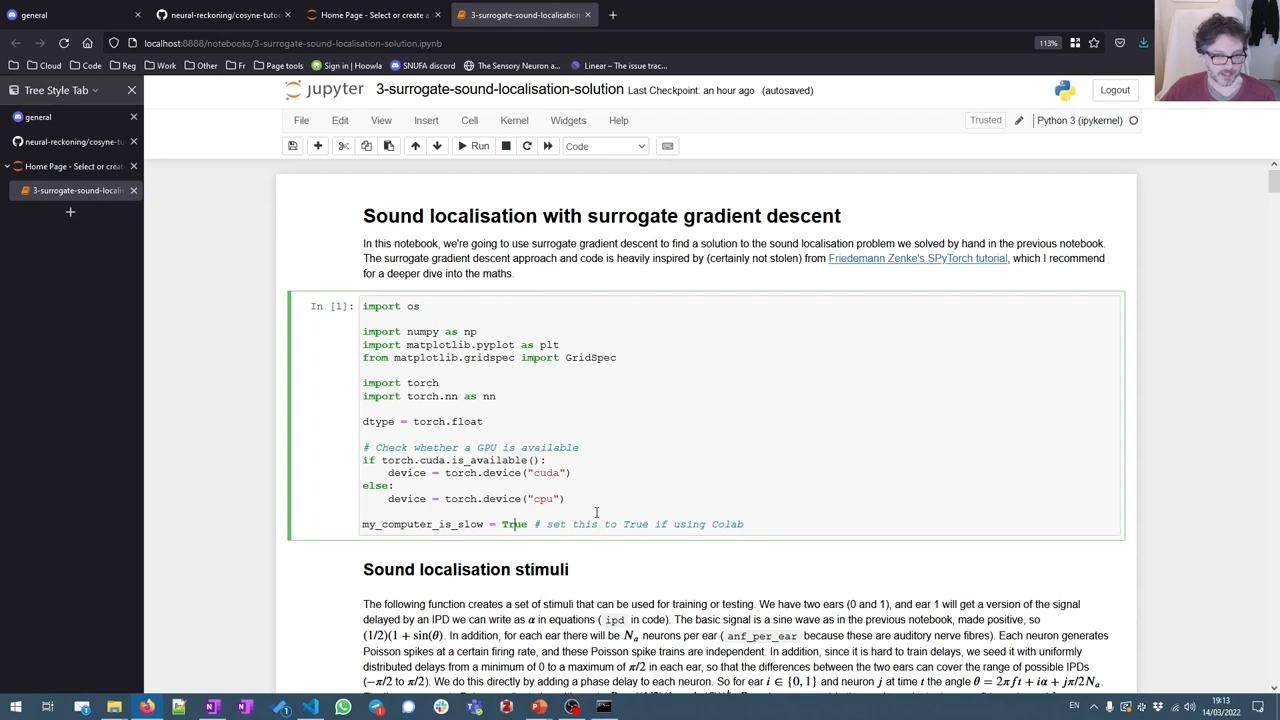 general
neural-reckoning/cosyne-tutor
Home Page - Select or create a
3-surrogate-sound-localisation
localhost:8888/notebooks/3-surrogate-sound-localisation-solution.ipynb
113%
Cloud
Code
Reg
Work
Other
Fr
Page tools
Sign in | Hoowla
SNUFA discord
The Sensory Neuron a...
Linear – The issue trac...
Tree Style Tab
general
neural-reckoning/cosyne-tu
Home Page - Select or creat
3-surrogate-sound-locali
jupyter 3-surrogate-sound-localisation-solution Last Checkpoint: an hour ago (autosaved)
Logout
File Edit View Insert Cell Kernel Widgets Help
Trusted
Python 3 (ipykernel)
Run
Code
Sound localisation with surrogate gradient descent
In this notebook, we're going to use surrogate gradient descent to find a solution to the sound localisation problem we solved by hand in the previous notebook.
The surrogate gradient descent approach and code is heavily inspired by (certainly not stolen) from Friedemann Zenke's SPyTorch tutorial, which I recommend
for a deeper dive into the maths.
In [1]:
import os
import numpy as np
import matplotlib.pyplot as plt
from matplotlib.gridspec import GridSpec
import torch
import torch.nn as nn
dtype = torch.float
# Check whether a GPU is available
if torch.cuda.is_available():
device = torch.device("cuda")
else:
device = torch.device("cpu")
my_computer_is_slow = True # set this to True if using Colab
Sound localisation stimuli
The following function creates a set of stimuli that can be used for training or testing. We have two ears (0 and 1), and ear 1 will get a version of the signal
delayed by an IPD we can write as α in equations ( ipd in code). The basic signal is a sine wave as in the previous notebook, made positive, so
(1/2)(1 + sin(θ). In addition, for each ear there will be Nₐ neurons per ear ( anf_per_ear because these are auditory nerve fibres). Each neuron generates
Poisson spikes at a certain firing rate, and these Poisson spike trains are independent. In addition, since it is hard to train delays, we seed it with uniformly
distributed delays from a minimum of 0 to a maximum of π/2 in each ear, so that the differences between the two ears can cover the range of possible IPDs
(−π/2 to π/2). We do this directly by adding a phase delay to each neuron. So for ear i ∈ {0, 1} and neuron j at time t the angle θ = 2πft + iα + jπ/2Nₐ.
EN
19:13
14/03/2022